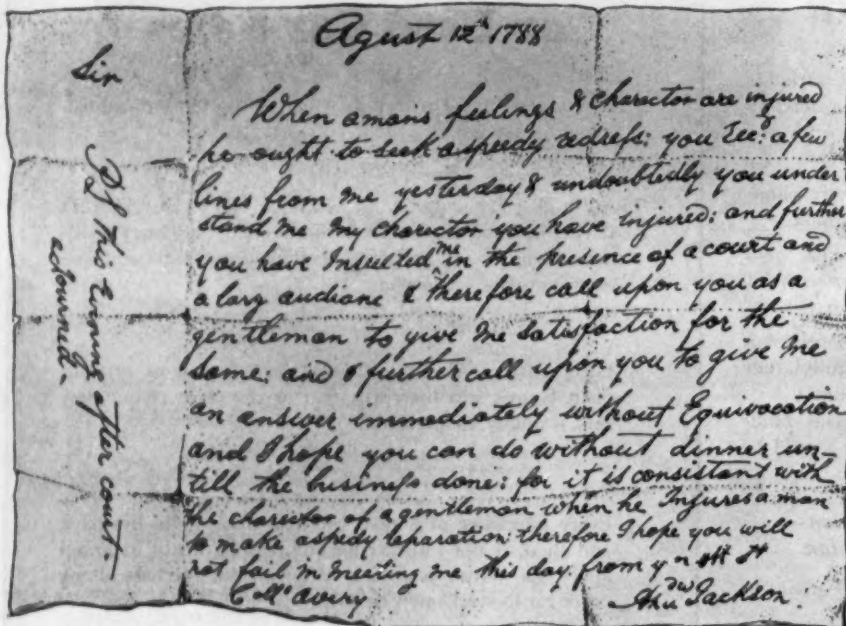 Agust 12th 1788
Sir
When a mans feelings & charector are injured
he ought to seek a speedy redress: you recd a few
lines from me yesterday & undoubtedly you under
stand me My charector you have injured: and further
you have Insulted me in the presence of a court and
a larg audiane I therefore call upon you as a
gentleman to give me satisfaction for the
Same: and I further call upon you to give Me
an answer immediately without Equivocation
and I hope you can do without dinner un-
till the business done: for it is consistant with
the charector of a gentleman when he Injures a man
to make a spedy reparation: therefore I hope you will
not fail in meeting me this day. from yr
Coll Avery
Andw Jackson
PS This Evening after court
adourned